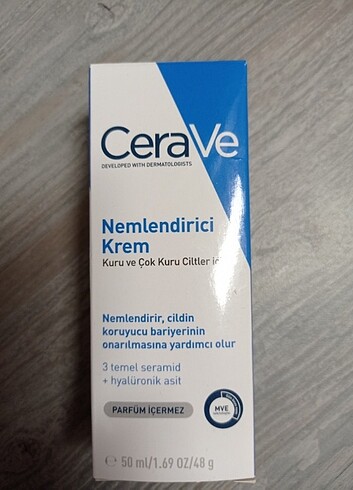 CeraVe
DEVELOPED WITH DERMATOLOGISTS
Nemlendirici
Krem
Kuru ve Çok Kuru Ciltler iç
Nemlendirir, cildin
koruyucu bariyerinin
onarılmasına yardımcı olur
3 temel seramid
+ hyalüronik asit
PARFÜM İÇERMEZ
MVE
℮ 50 ml/1.69 OZ/48 g